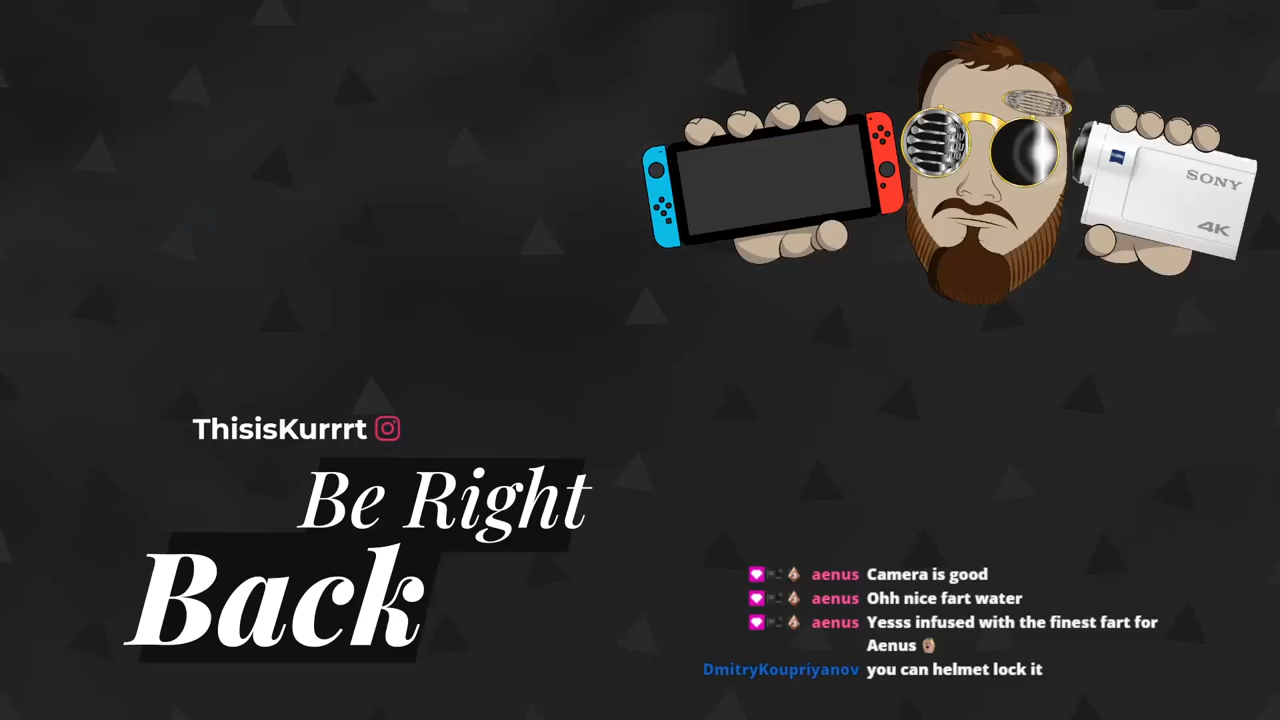 SONY
4K
ThisisKurrrt
Be Right
Back
aenus Camera is good
aenus Ohh nice fart water
aenus Yesss infused with the finest fart for
Aenus
DmitryKoupriyanov you can helmet lock it